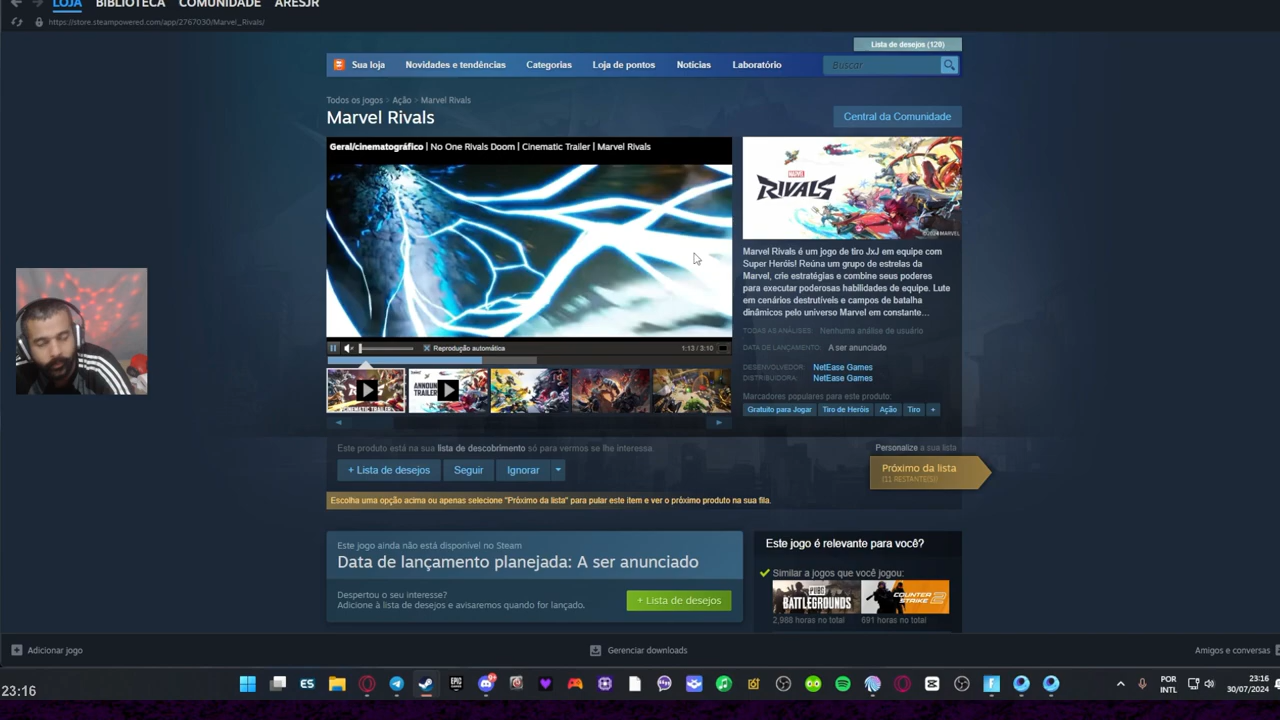 LOJA BIBLIOTECA COMUNIDADE ARESJR
https://store.steampowered.com/app/2767030/Marvel_Rivals/
Lista de desejos (120)
Sua loja Novidades e tendências Categorias Loja de pontos Notícias Laboratório Buscar
Todos os jogos > Ação > Marvel Rivals
Marvel Rivals
Central da Comunidade
Geral/cinematográfico | No One Rivals Doom | Cinematic Trailer | Marvel Rivals
MARVEL
RIVALS
©2024 MARVEL
Marvel Rivals é um jogo de tiro JxJ em equipe com
Super Heróis! Reúna um grupo de estrelas da
Marvel, crie estratégias e combine seus poderes
para executar poderosas habilidades de equipe. Lute
em cenários destrutíveis e campos de batalha
dinâmicos pelo universo Marvel em constante...
TODAS AS ANÁLISES: Nenhuma análise de usuário
DATA DE LANÇAMENTO: A ser anunciado
Reprodução automática 1:13 / 3:10
DESENVOLVEDOR: NetEase Games
DISTRIBUIDORA: NetEase Games
CINEMATIC TRAILER
TRAILER
Marcadores populares para este produto:
Gratuito para Jogar Tiro de Heróis Ação Tiro +
Este produto está na sua lista de descobrimento só para vermos se lhe interessa.
Personalize a sua lista
+ Lista de desejos Seguir Ignorar
Próximo da lista
(11 RESTANTE(S))
Escolha uma opção acima ou apenas selecione "Próximo da lista" para pular este item e ver o próximo produto na sua fila.
Este jogo ainda não está disponível no Steam
Data de lançamento planejada: A ser anunciado
Despertou o seu interesse?
Adicione à lista de desejos e avisaremos quando for lançado.
+ Lista de desejos
Este jogo é relevante para você?
Similar a jogos que você jogou:
PUBG
BATTLEGROUNDS
COUNTER
STRIKE 2
2,988 horas no total 691 horas no total
Adicionar jogo Gerenciar downloads Amigos e conversas
23:16
ES
EPIC
POR
INTL
23:16
30/07/2024